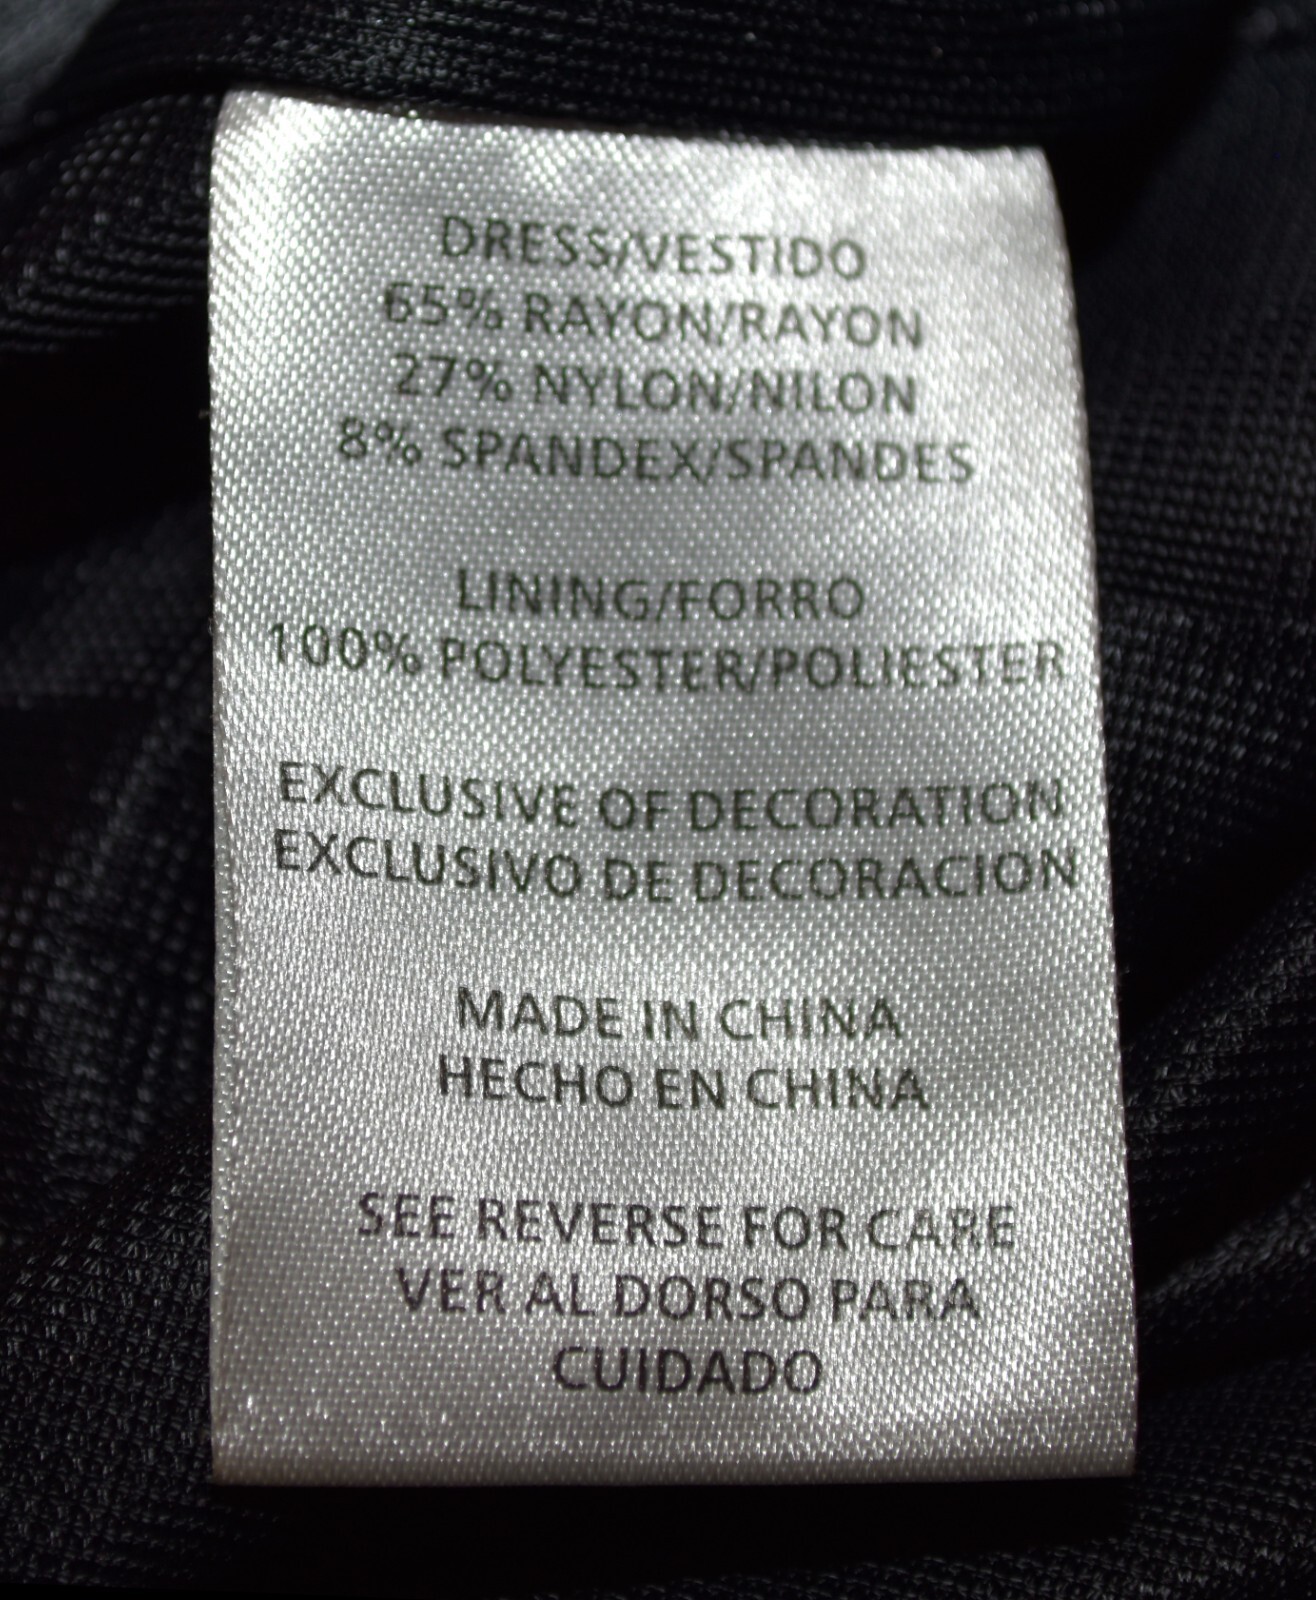 DRESS/VESTIDO
65% RAYON/RAYON
27% NYLON/NILON
8% SPANDEX/SPANDES
LINING/FORRO
100% POLYESTER/POLIESTER
EXCLUSIVE OF DECORATION
EXCLUSIVO DE DECORACION
MADE IN CHINA
HECHO EN CHINA
SEE REVERSE FOR CARE
VER AL DORSO PARA
CUIDADO